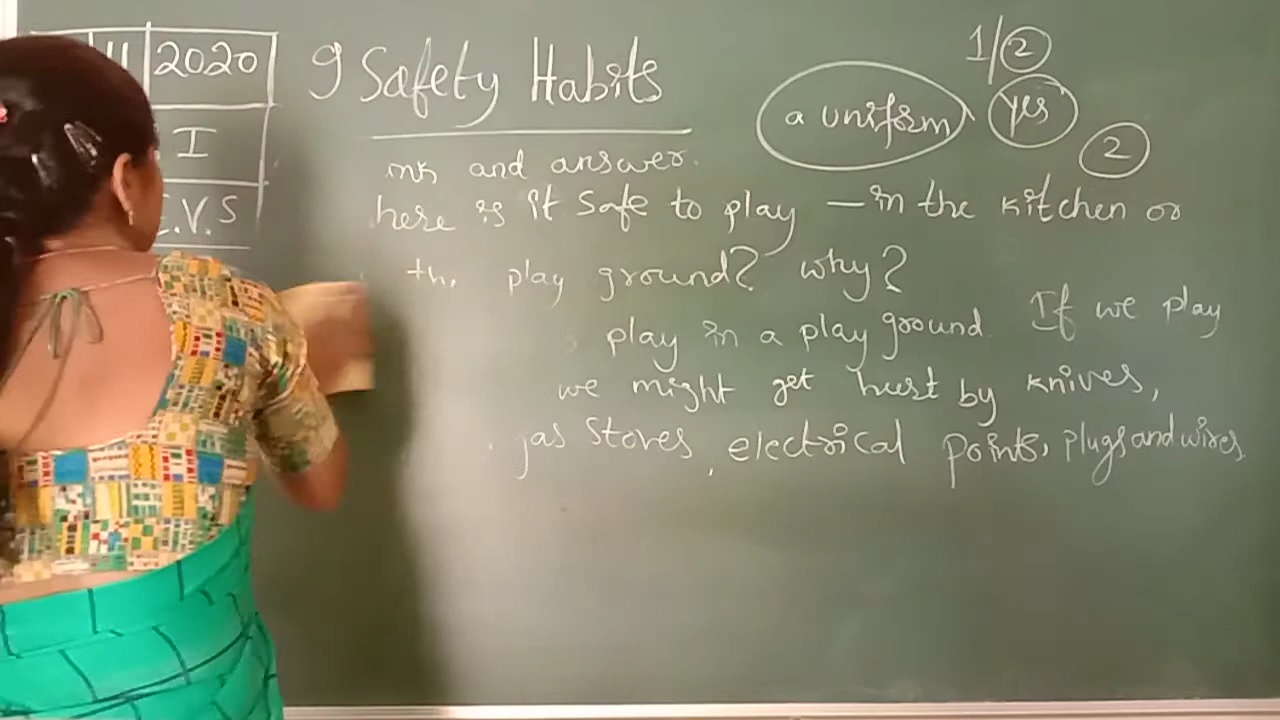 11 2020
I
.V.S
9 Safety Habits
1/2
a uniform
yes
2
and answer.
here is it safe to play – in the kitchen or
the play ground? why?
play in a play ground. If we play
we might get hurt by knives,
gas stoves, electrical points, plugs and wires